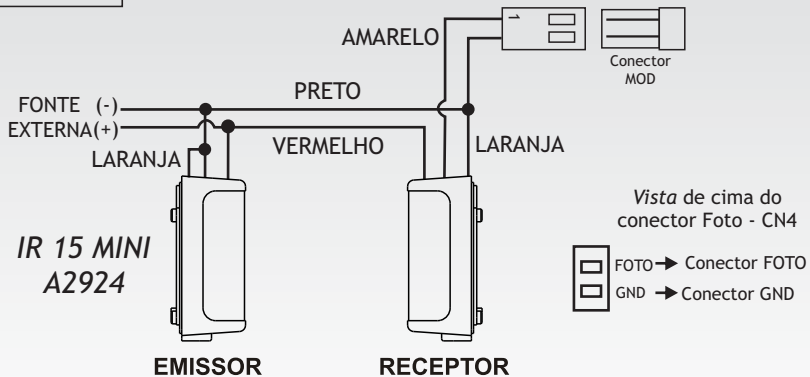 AMARELO
1
Conector
MOD
PRETO
FONTE (-)
EXTERNA(+)
LARANJA
VERMELHO
LARANJA
Vista de cima do
conector Foto - CN4
FOTO → Conector FOTO
GND → Conector GND
IR 15 MINI
A2924
EMISSOR
RECEPTOR